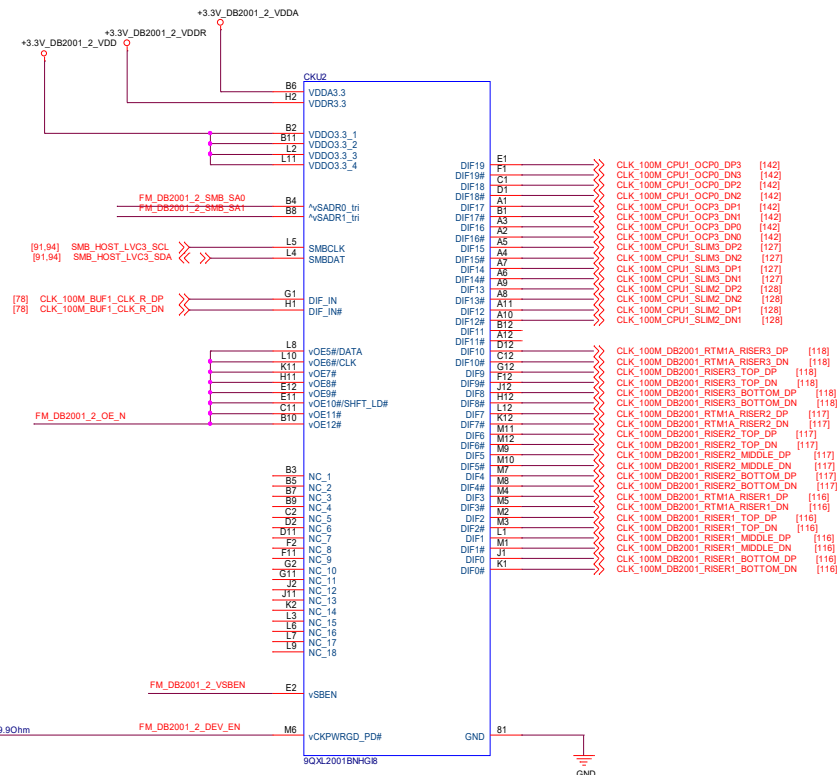 +3.3V_DB2001_2_VDDA
+3.3V_DB2001_2_VDDR
+3.3V_DB2001_2_VDD
CKU2
B6 VDDA3.3
H2 VDDR3.3
B2 VDDO3.3_1
B11 VDDO3.3_2
L2 VDDO3.3_3
L11 VDDO3.3_4
FM_DB2001_2_SMB_SA0 B4 ^vSADR0_tri
FM_DB2001_2_SMB_SA1 B8 ^vSADR1_tri
[91,94] SMB_HOST_LVC3_SCL L5 SMBCLK
[91,94] SMB_HOST_LVC3_SDA L4 SMBDAT
[78] CLK_100M_BUF1_CLK_R_DP G1 DIF_IN
[78] CLK_100M_BUF1_CLK_R_DN H1 DIF_IN#
L8 vOE5#/DATA
L10 vOE6#/CLK
K11 vOE7#
H11 vOE8#
E12 vOE9#
E11 vOE10#/SHFT_LD#
C11 vOE11#
FM_DB2001_2_OE_N B10 vOE12#
B3 NC_1
B5 NC_2
B7 NC_3
B9 NC_4
C2 NC_5
D2 NC_6
D11 NC_7
F2 NC_8
F11 NC_9
G2 NC_10
G11 NC_11
J2 NC_12
J11 NC_13
K2 NC_14
L3 NC_15
L6 NC_16
L7 NC_17
L9 NC_18
FM_DB2001_2_VSBEN E2 vSBEN
9.9Ohm FM_DB2001_2_DEV_EN M6 vCKPWRGD_PD#
9QXL2001BNHGI8
DIF19 E1 CLK_100M_CPU1_OCP0_DP3 [142]
DIF19# F1 CLK_100M_CPU1_OCP0_DN3 [142]
DIF18 C1 CLK_100M_CPU1_OCP0_DP2 [142]
DIF18# D1 CLK_100M_CPU1_OCP0_DN2 [142]
DIF17 A1 CLK_100M_CPU1_OCP3_DP1 [142]
DIF17# B1 CLK_100M_CPU1_OCP3_DN1 [142]
DIF16 A3 CLK_100M_CPU1_OCP3_DP0 [142]
DIF16# A2 CLK_100M_CPU1_OCP3_DN0 [142]
DIF15 A5 CLK_100M_CPU1_SLIM3_DP2 [127]
DIF15# A4 CLK_100M_CPU1_SLIM3_DN2 [127]
DIF14 A7 CLK_100M_CPU1_SLIM3_DP1 [127]
DIF14# A6 CLK_100M_CPU1_SLIM3_DN1 [127]
DIF13 A9 CLK_100M_CPU1_SLIM2_DP2 [128]
DIF13# A8 CLK_100M_CPU1_SLIM2_DN2 [128]
DIF12 A11 CLK_100M_CPU1_SLIM2_DP1 [128]
DIF12# A10 CLK_100M_CPU1_SLIM2_DN1 [128]
DIF11 B12
DIF11# A12
DIF10 D12 CLK_100M_DB2001_RTM1A_RISER3_DP [118]
DIF10# C12 CLK_100M_DB2001_RTM1A_RISER3_DN [118]
DIF9 G12 CLK_100M_DB2001_RISER3_TOP_DP [118]
DIF9# F12 CLK_100M_DB2001_RISER3_TOP_DN [118]
DIF8 J12 CLK_100M_DB2001_RISER3_BOTTOM_DP [118]
DIF8# H12 CLK_100M_DB2001_RISER3_BOTTOM_DN [118]
DIF7 L12 CLK_100M_DB2001_RTM1A_RISER2_DP [117]
DIF7# K12 CLK_100M_DB2001_RTM1A_RISER2_DN [117]
DIF6 M11 CLK_100M_DB2001_RISER2_TOP_DP [117]
DIF6# M12 CLK_100M_DB2001_RISER2_TOP_DN [117]
DIF5 M9 CLK_100M_DB2001_RISER2_MIDDLE_DP [117]
DIF5# M10 CLK_100M_DB2001_RISER2_MIDDLE_DN [117]
DIF4 M7 CLK_100M_DB2001_RISER2_BOTTOM_DP [117]
DIF4# M8 CLK_100M_DB2001_RISER2_BOTTOM_DN [117]
DIF3 M4 CLK_100M_DB2001_RTM1A_RISER1_DP [116]
DIF3# M5 CLK_100M_DB2001_RTM1A_RISER1_DN [116]
DIF2 M2 CLK_100M_DB2001_RISER1_TOP_DP [116]
DIF2# M3 CLK_100M_DB2001_RISER1_TOP_DN [116]
DIF1 L1 CLK_100M_DB2001_RISER1_MIDDLE_DP [116]
DIF1# M1 CLK_100M_DB2001_RISER1_MIDDLE_DN [116]
DIF0 J1 CLK_100M_DB2001_RISER1_BOTTOM_DP [116]
DIF0# K1 CLK_100M_DB2001_RISER1_BOTTOM_DN [116]
GND 81
GND